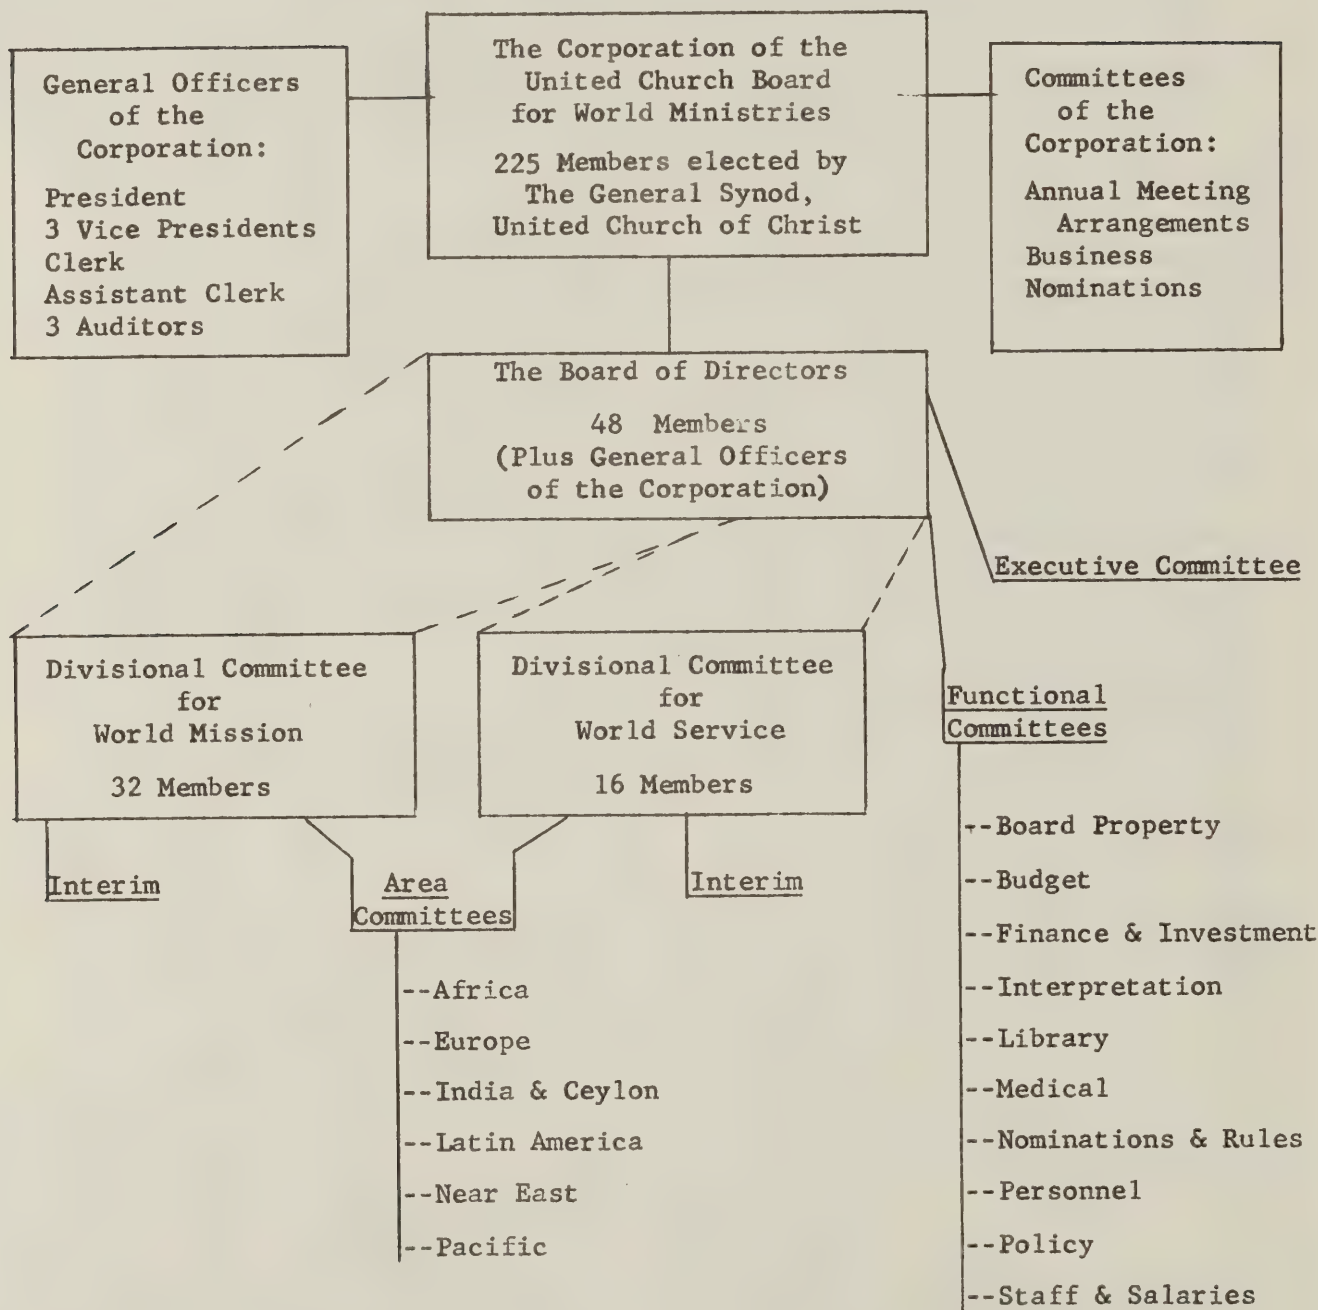 General Officers
of the
Corporation:
President
3 Vice Presidents
Clerk
Assistant Clerk
3 Auditors
The Corporation of the
United Church Board
for World Ministries
225 Members elected by
The General Synod,
United Church of Christ
Committees
of the
Corporation:
Annual Meeting
Arrangements
Business
Nominations
The Board of Directors
48 Members
(Plus General Officers
of the Corporation)
Executive Committee
Divisional Committee
for
World Mission
32 Members
Divisional Committee
for
World Service
16 Members
Functional
Committees
Interim
Area
Committees
Interim
--Africa
--Europe
--India & Ceylon
--Latin America
--Near East
--Pacific
--Board Property
--Budget
--Finance & Investment
--Interpretation
--Library
--Medical
--Nominations & Rules
--Personnel
--Policy
--Staff & Salaries